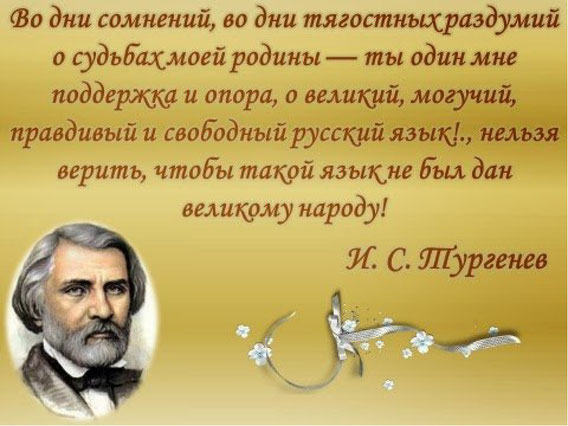 Во дни сомнений, во дни тягостных раздумий
о судьбах моей родины — ты один мне
поддержка и опора, о великий, могучий,
правдивый и свободный русский язык!., нельзя
верить, чтобы такой язык не был дан
великому народу!
И. С. Тургенев